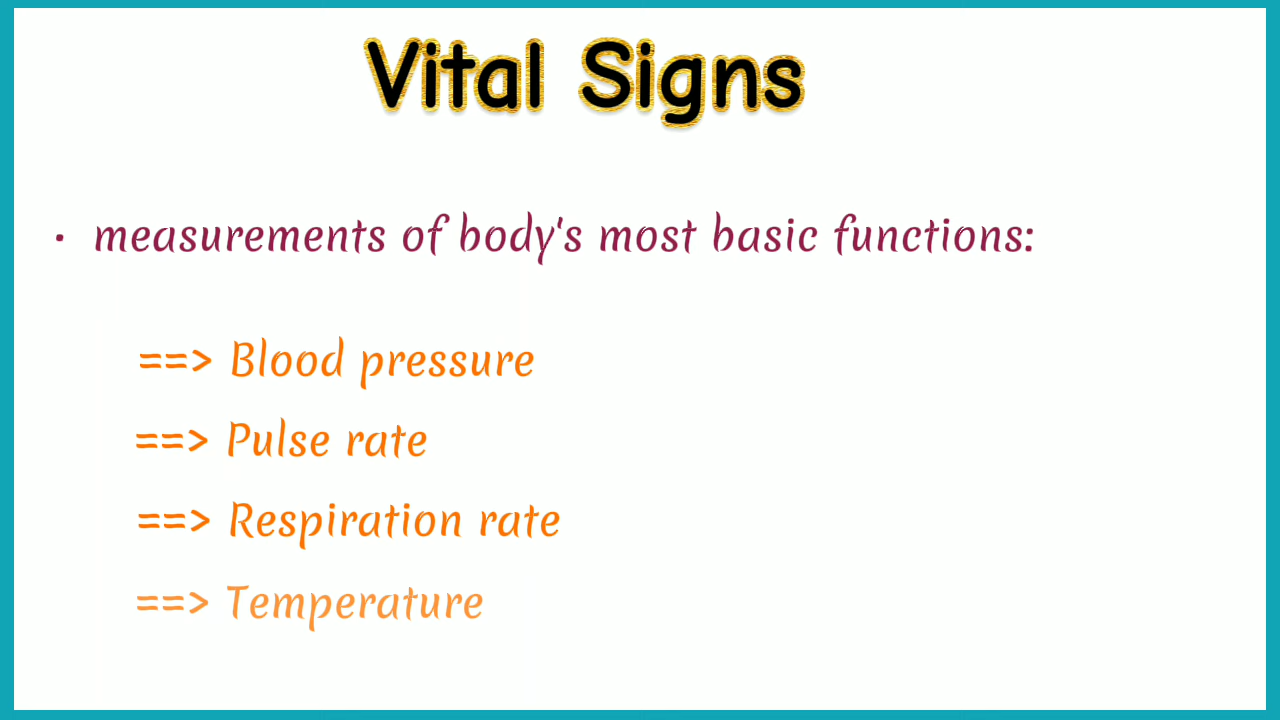 Vital Signs
• measurements of body's most basic functions:
==> Blood pressure
==> Pulse rate
==> Respiration rate
==> Temperature